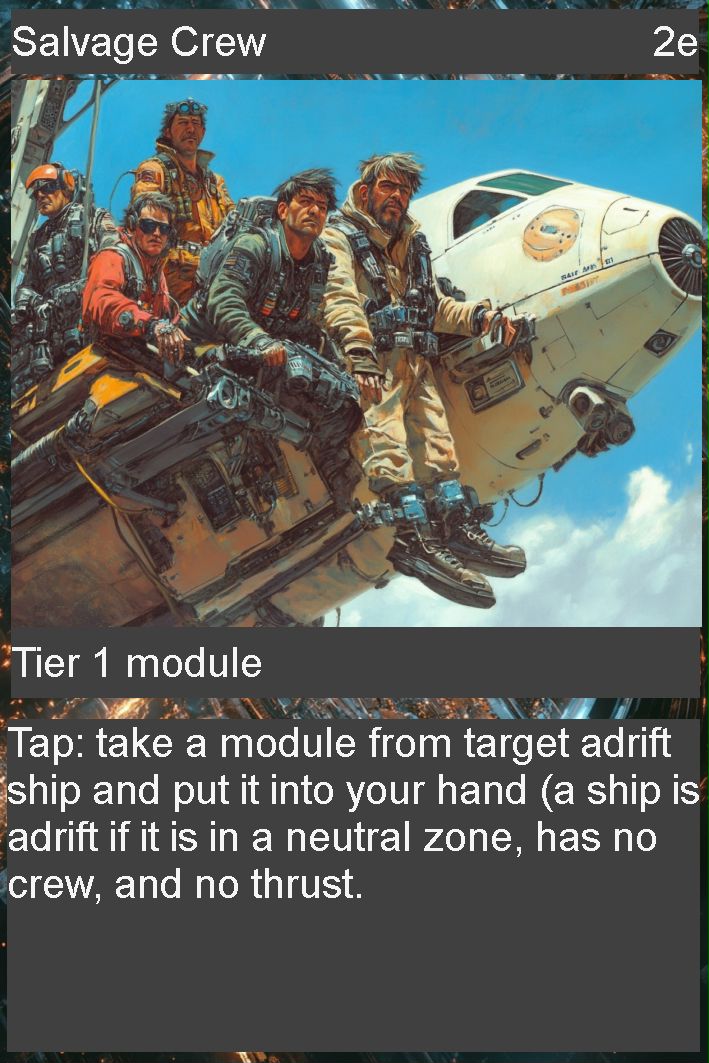 Salvage Crew 2e
Tier 1 module
Tap: take a module from target adrift
ship and put it into your hand (a ship is
adrift if it is in a neutral zone, has no
crew, and no thrust.